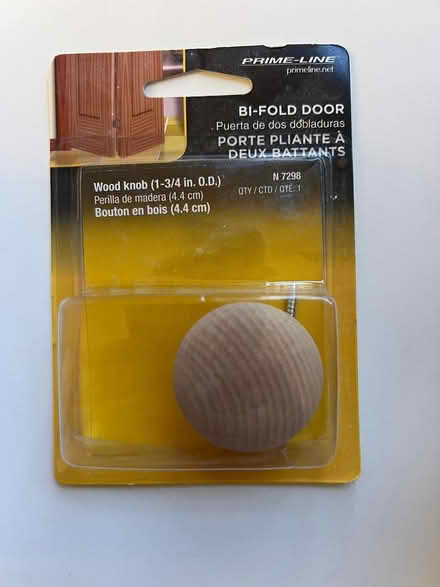 PRIME-LINE
primeline.net
BI-FOLD DOOR
Puerta de dos dobladuras
PORTE PLIANTE À
DEUX BATTANTS
Wood knob (1-3/4 in. O.D.)
Perilla de madera (4.4 cm)
Bouton en bois (4.4 cm)
N 7298
QTY / CTD / QTÉ: 1